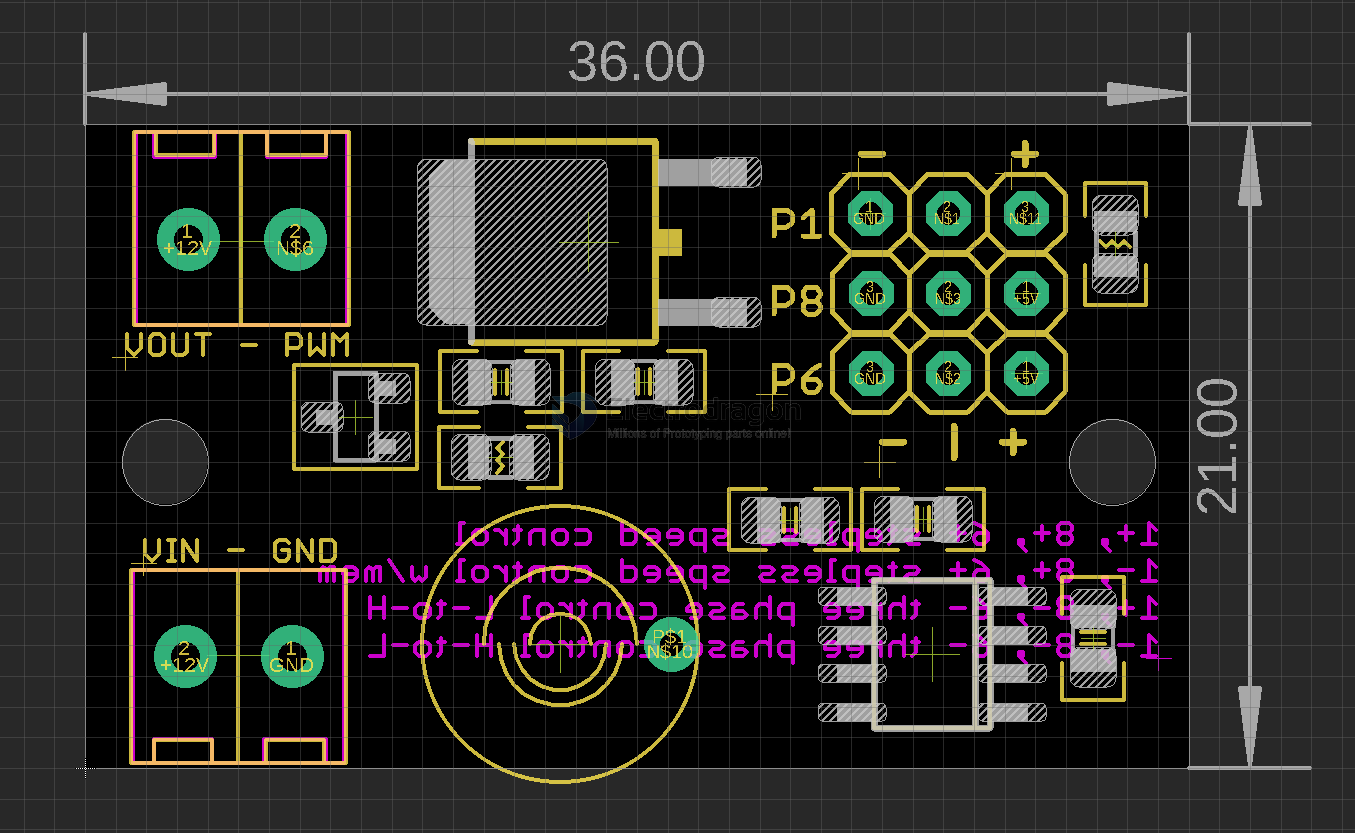 36.00
21.00
1 +12V
2 N$6
VOUT - PWM
- +
P1
1 GND
2 N$1
3 N$11
P8
3 GND
2 N$3
1 +5V
P6
3 GND
2 N$2
1 +5V
- | +
Electrodragon
Millions of Prototyping parts online!
VIN - GND
2 +12V
1 GND
P$1
N$10
1+, 8+, 6+ stepless speed control
1-, 8+, 6+ stepless speed control w/mem
1+, 8-, 6- three phase control L-to-H
1-, 8-, 6- three phase control H-to-L